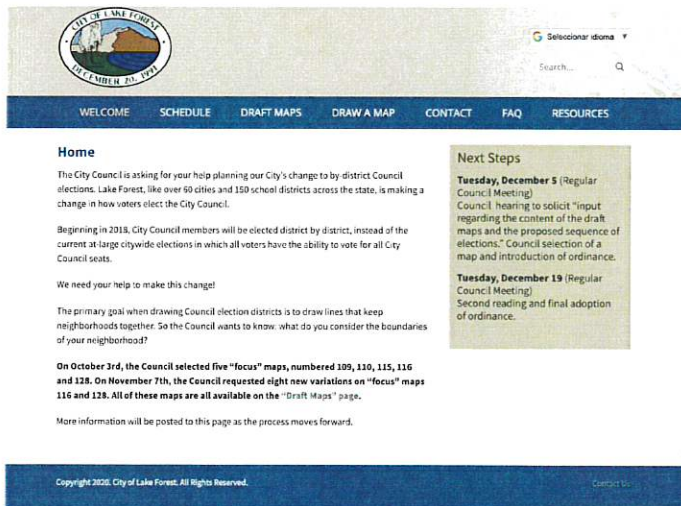 CITY OF LAKE FOREST
DECEMBER 20, 1991
G Seleccionar idioma ▼
Search...
WELCOME SCHEDULE DRAFT MAPS DRAW A MAP CONTACT FAQ RESOURCES
Home
The City Council is asking for your help planning our City's change to by-district Council
elections. Lake Forest, like over 60 cities and 150 school districts across the state, is making a
change in how voters elect the City Council.
Beginning in 2018, City Council members will be elected district by district, instead of the
current at-large citywide elections in which all voters have the ability to vote for all City
Council seats.
We need your help to make this change!
The primary goal when drawing Council election districts is to draw lines that keep
neighborhoods together. So the Council wants to know: what do you consider the boundaries
of your neighborhood?
On October 3rd, the Council selected five "focus" maps, numbered 109, 110, 115, 116
and 128. On November 7th, the Council requested eight new variations on "focus" maps
116 and 128. All of these maps are all available on the "Draft Maps" page.
More information will be posted to this page as the process moves forward.
Next Steps
Tuesday, December 5 (Regular
Council Meeting)
Council hearing to solicit "input
regarding the content of the draft
maps and the proposed sequence of
elections." Council selection of a
map and introduction of ordinance.
Tuesday, December 19 (Regular
Council Meeting)
Second reading and final adoption
of ordinance.
Copyright 2020. City of Lake Forest. All Rights Reserved.
Contact Us